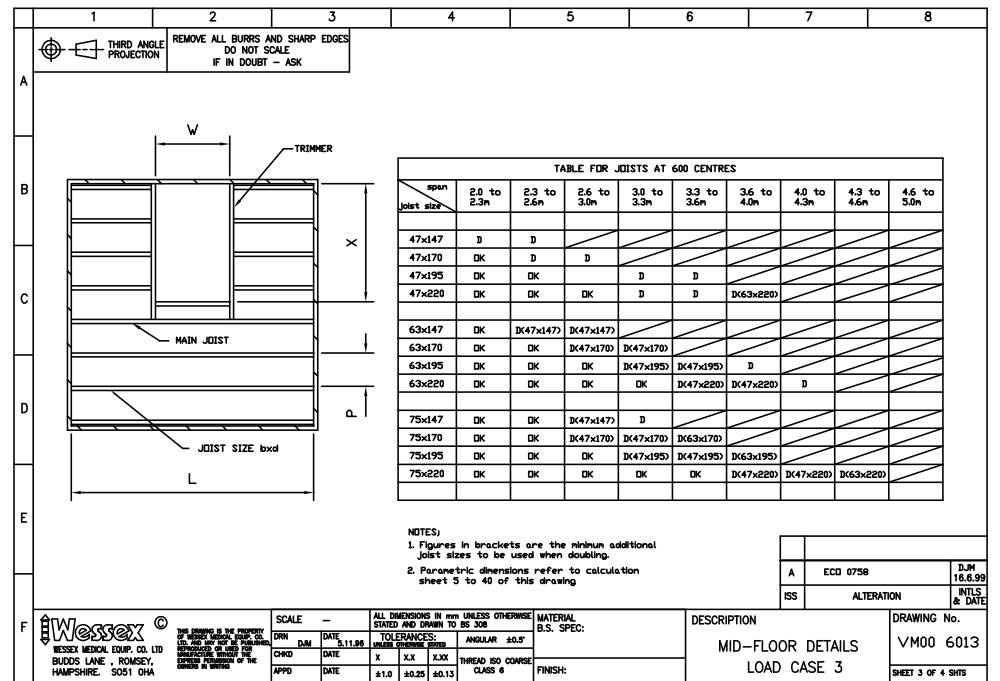 1 2 3 4 5 6 7 8
A
B
C
D
E
F
THIRD ANGLE
PROJECTION
REMOVE ALL BURRS AND SHARP EDGES
DO NOT SCALE
IF IN DOUBT - ASK
W
TRIMMER
X
MAIN JOIST
P
JOIST SIZE bxd
L
TABLE FOR JOISTS AT 600 CENTRES
span
joist size
2.0 to 2.3m 2.3 to 2.6m 2.6 to 3.0m 3.0 to 3.3m 3.3 to 3.6m 3.6 to 4.0m 4.0 to 4.3m 4.3 to 4.6m 4.6 to 5.0m
47x147 D D
47x170 OK D D
47x195 OK OK D D
47x220 OK OK OK D D D(63x220)
63x147 OK D(47x147) D(47x147)
63x170 OK OK D(47x170) D(47x170)
63x195 OK OK OK D(47x195) D(47x195) D
63x220 OK OK OK OK D(47x220) D(47x220) D
75x147 OK OK D(47x147) D
75x170 OK OK D(47x170) D(47x170) D(63x170)
75x195 OK OK OK D(47x195) D(47x195) D(63x195)
75x220 OK OK OK OK OK D(47x220) D(47x220) D(63x220)
NOTES;
1. Figures in brackets are the minimum additional
joist sizes to be used when doubling.
2. Parametric dimensions refer to calculation
sheet 5 to 40 of this drawing
A ECO 0758 DJM 16.6.99
ISS ALTERATION INTLS & DATE
Wessex ©
WESSEX MEDICAL EQUIP. CO. LTD
BUDDS LANE , ROMSEY,
HAMPSHIRE. SO51 0HA
THIS DRAWING IS THE PROPERTY
OF WESSEX MEDICAL EQUIP. CO.
LTD. AND MAY NOT BE PUBLISHED,
REPRODUCED OR USED FOR
MANUFACTURE WITHOUT THE
EXPRESS PERMISSION OF THE
OWNERS IN WRITING
SCALE -
DRN DJM DATE 5.11.96
CHKD DATE
APPD DATE
ALL DIMENSIONS IN mm UNLESS OTHERWISE
STATED AND DRAWN TO BS 308
TOLERANCES:
UNLESS OTHERWISE STATED
X X.X X.XX
±1.0 ±0.25 ±0.13
ANGULAR ±0.5°
THREAD ISO COARSE
CLASS 6
MATERIAL
B.S. SPEC:
FINISH:
DESCRIPTION
MID-FLOOR DETAILS
LOAD CASE 3
DRAWING No.
VM00 6013
SHEET 3 OF 4 SHTS